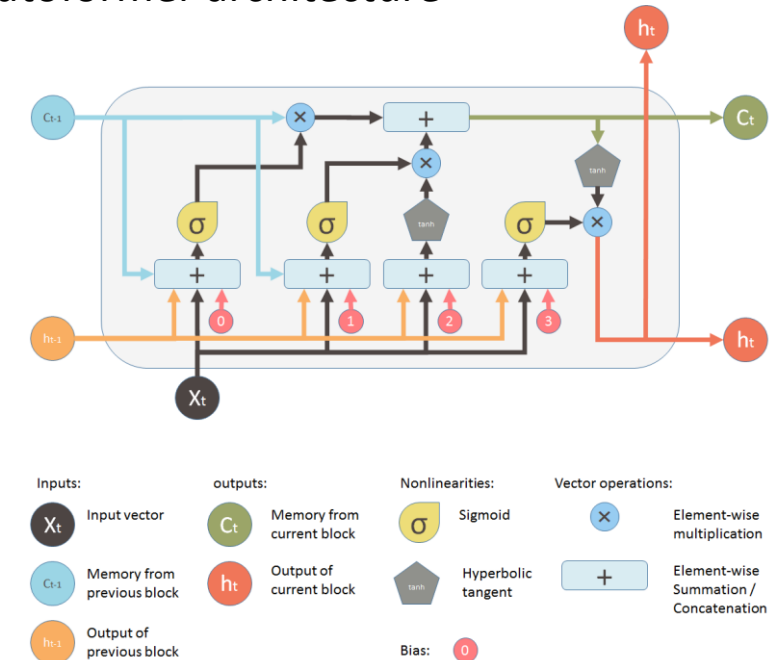 architecture
ht
Ct-1
×
+
Ct
×
tanh
σ
σ
tanh
σ
×
+
+
+
+
ht-1
0
1
2
3
ht
Xt
Inputs:
outputs:
Nonlinearities:
Vector operations:
Xt
Input vector
Ct
Memory from
current block
σ
Sigmoid
×
Element-wise
multiplication
Ct-1
Memory from
previous block
ht
Output of
current block
tanh
Hyperbolic
tangent
+
Element-wise
Summation /
Concatenation
ht-1
Output of
previous block
Bias:
0